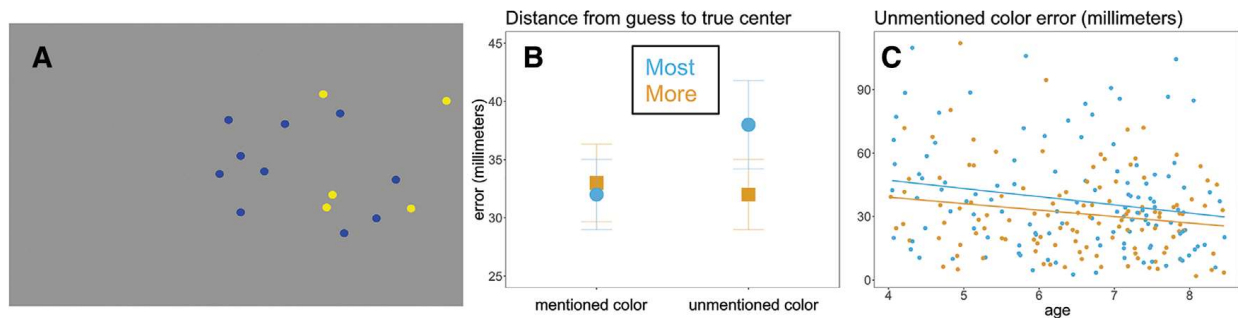 A
Distance from guess to true center
B
Most
More
error (millimeters)
45
40
35
30
25
mentioned color
unmentioned color
Unmentioned color error (millimeters)
C
90
60
30
0
4
5
6
7
8
age